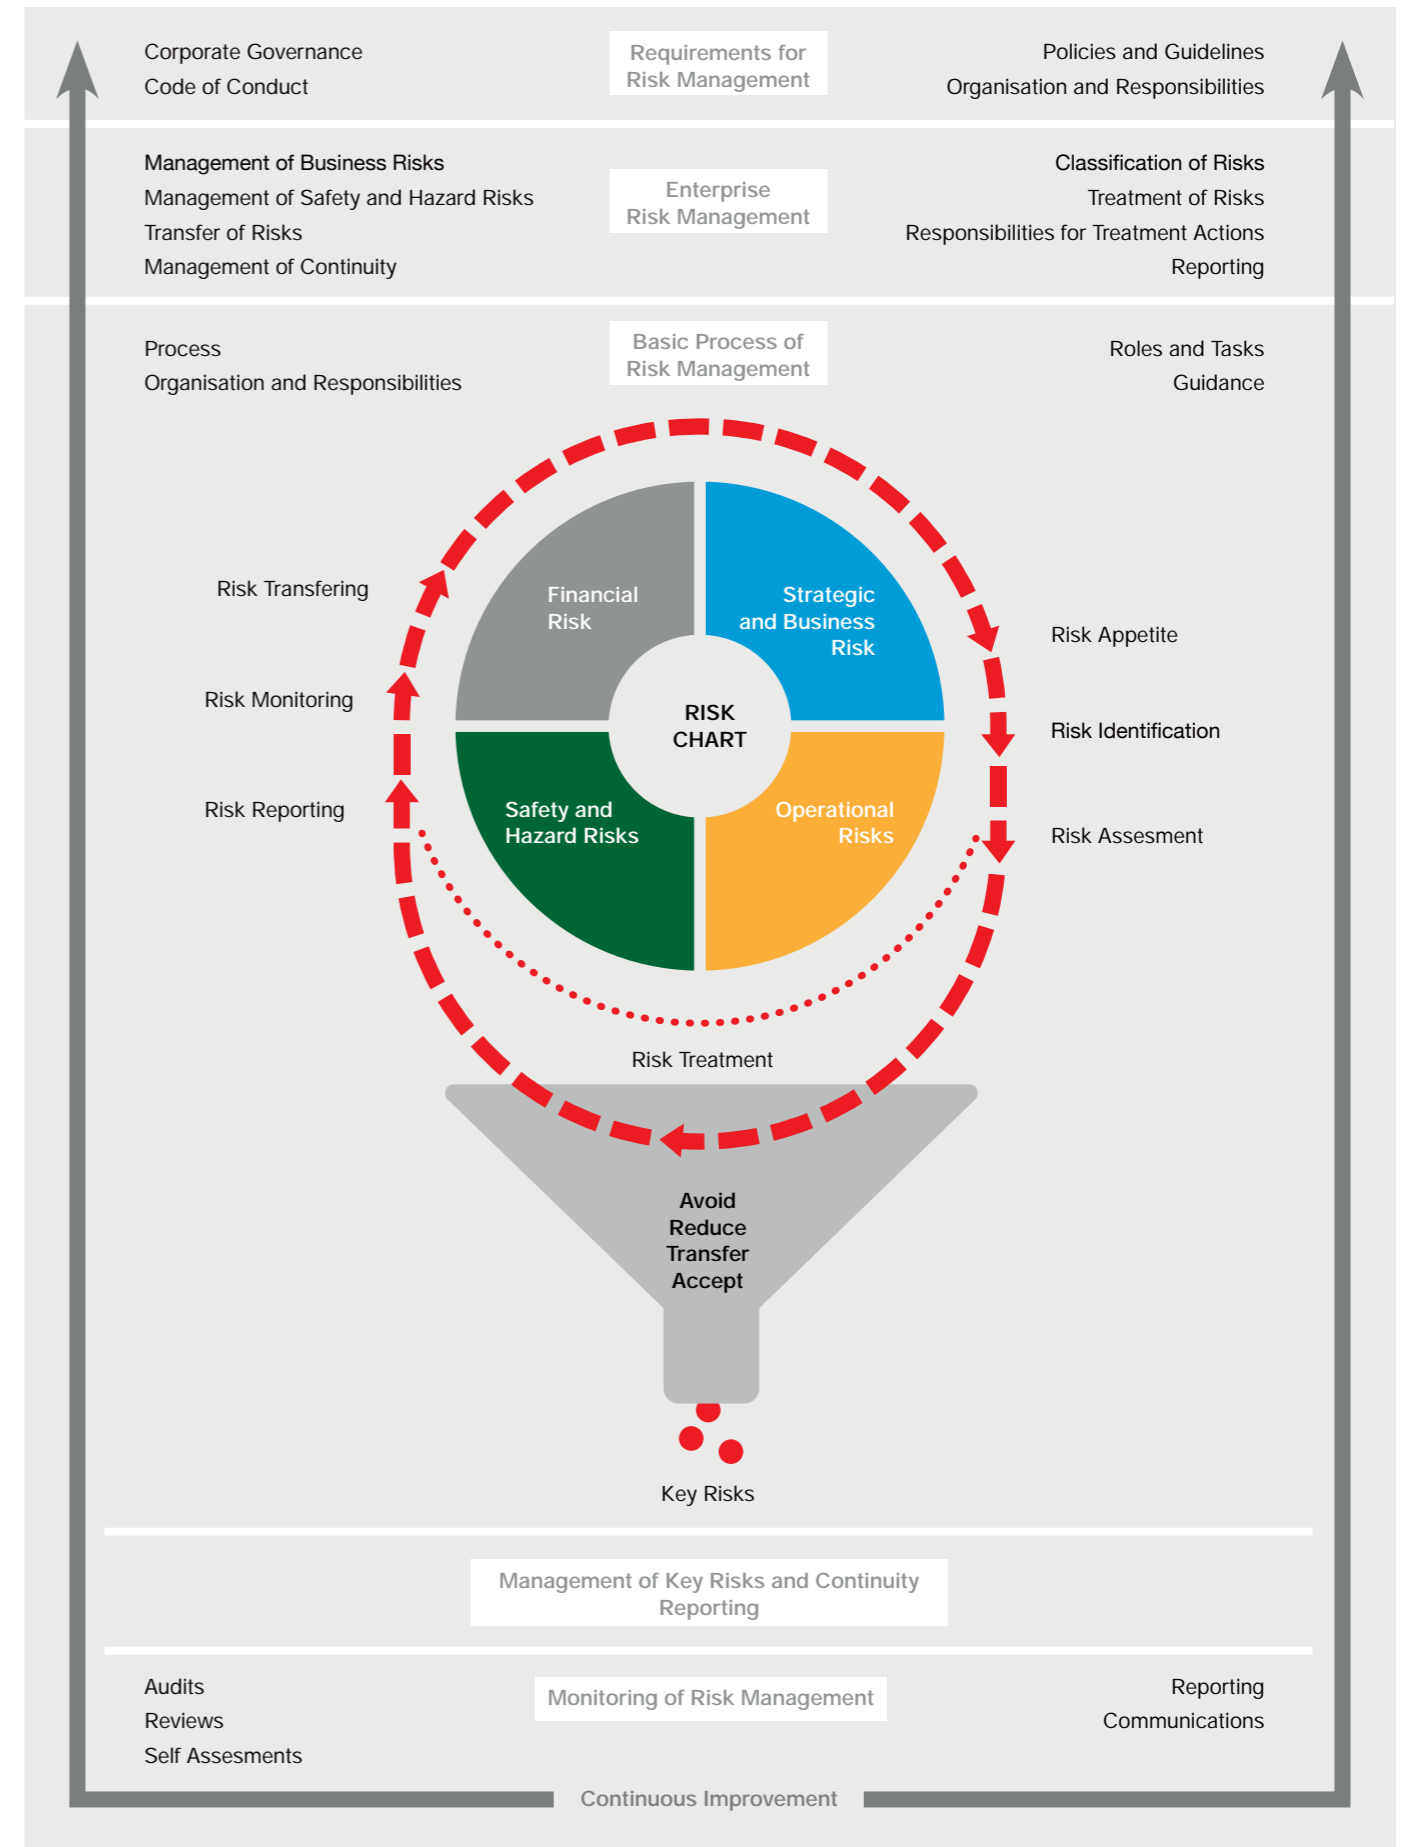 Corporate Governance
Code of Conduct
Requirements for
Risk Management
Policies and Guidelines
Organisation and Responsibilities
Management of Business Risks
Management of Safety and Hazard Risks
Transfer of Risks
Management of Continuity
Enterprise
Risk Management
Classification of Risks
Treatment of Risks
Responsibilities for Treatment Actions
Reporting
Process
Organisation and Responsibilities
Basic Process of
Risk Management
Roles and Tasks
Guidance
Risk Transfering
Risk Monitoring
Risk Reporting
Financial
Risk
Strategic
and Business
Risk
RISK
CHART
Safety and
Hazard Risks
Operational
Risks
Risk Appetite
Risk Identification
Risk Assesment
Risk Treatment
Avoid
Reduce
Transfer
Accept
Key Risks
Management of Key Risks and Continuity
Reporting
Audits
Reviews
Self Assesments
Monitoring of Risk Management
Reporting
Communications
Continuous Improvement